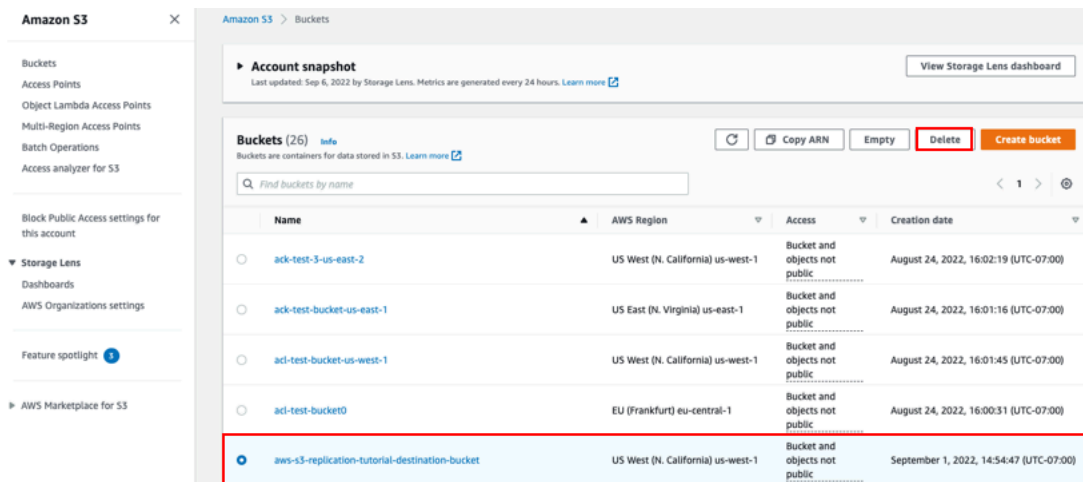 Amazon S3
Buckets
Access Points
Object Lambda Access Points
Multi-Region Access Points
Batch Operations
Access analyzer for S3
Block Public Access settings for
this account
Storage Lens
Dashboards
AWS Organizations settings
Feature spotlight 3
AWS Marketplace for S3
Amazon S3 > Buckets
Account snapshot
Last updated: Sep 6, 2022 by Storage Lens. Metrics are generated every 24 hours. Learn more
View Storage Lens dashboard
Buckets (26) Info
Buckets are containers for data stored in S3. Learn more
Copy ARN
Empty
Delete
Create bucket
Find buckets by name
1
Name AWS Region Access Creation date
ack-test-3-us-east-2 US West (N. California) us-west-1 Bucket and
objects not
public
August 24, 2022, 16:02:19 (UTC-07:00)
ack-test-bucket-us-east-1 US East (N. Virginia) us-east-1 Bucket and
objects not
public
August 24, 2022, 16:01:16 (UTC-07:00)
acl-test-bucket-us-west-1 US West (N. California) us-west-1 Bucket and
objects not
public
August 24, 2022, 16:01:45 (UTC-07:00)
acl-test-bucket0 EU (Frankfurt) eu-central-1 Bucket and
objects not
public
August 24, 2022, 16:00:31 (UTC-07:00)
aws-s3-replication-tutorial-destination-bucket US West (N. California) us-west-1 Bucket and
objects not
public
September 1, 2022, 14:54:47 (UTC-07:00)